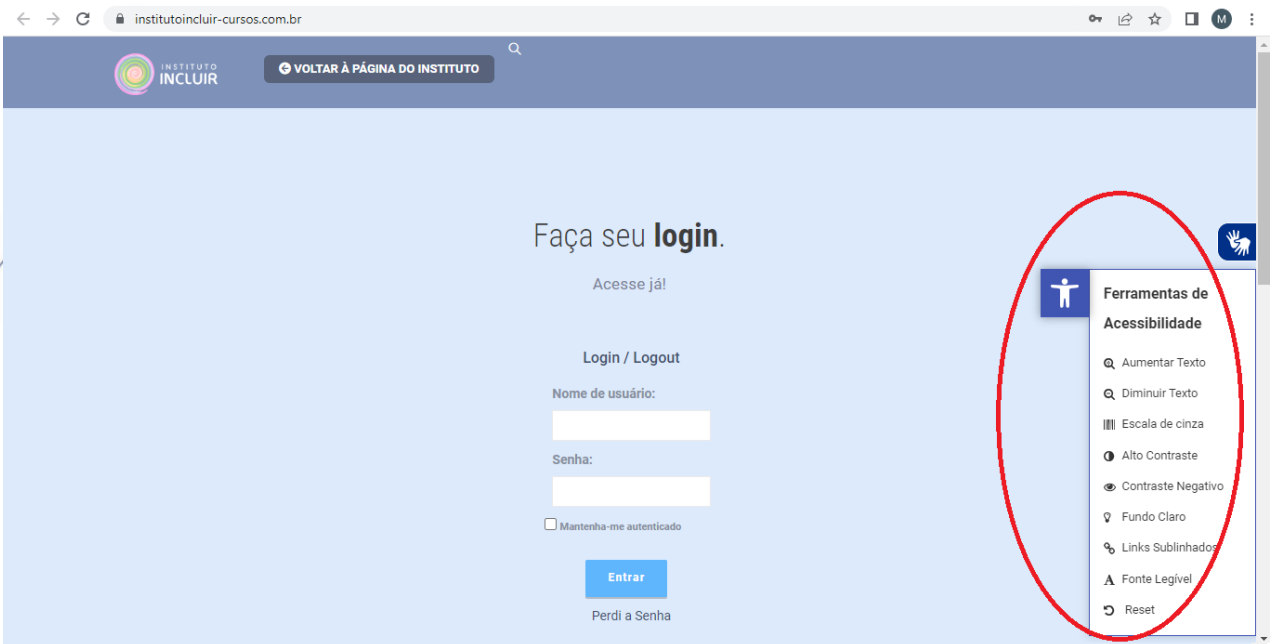 institutoincluir-cursos.com.br
M
INSTITUTO
INCLUIR
VOLTAR À PÁGINA DO INSTITUTO
Faça seu login.
Acesse já!
Login / Logout
Nome de usuário:
Senha:
Mantenha-me autenticado
Entrar
Perdi a Senha
Ferramentas de
Acessibilidade
Aumentar Texto
Diminuir Texto
Escala de cinza
Alto Contraste
Contraste Negativo
Fundo Claro
Links Sublinhados
Fonte Legível
Reset